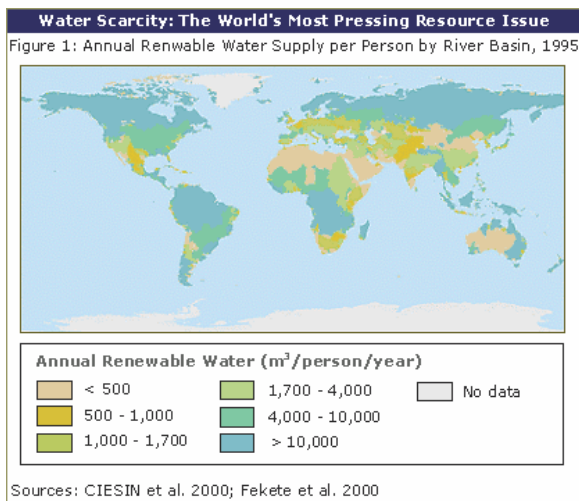 Water Scarcity: The World's Most Pressing Resource Issue
Figure 1: Annual Renwable Water Supply per Person by River Basin, 1995
Annual Renewable Water (m³/person/year)
< 500
1,700 - 4,000
No data
500 - 1,000
4,000 - 10,000
1,000 - 1,700
> 10,000
Sources: CIESIN et al. 2000; Fekete et al. 2000